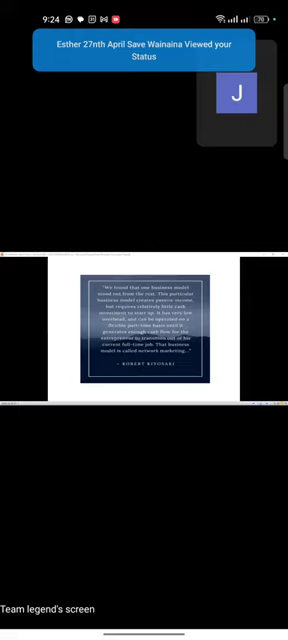 9:24
70
Esther 27nth April Save Wainaina Viewed your
Status
J
"We found that one business model
stood out from the rest. This particular
business model creates passive income,
but requires relatively little cash
investment to start up. It has very low
overhead, and can be operated on a
flexible part-time basis until it
generates enough cash flow for the
entrepreneur to transition out of his
current full-time job. That business
model is called network marketing..."
– ROBERT KIYOSAKI
Team legend's screen